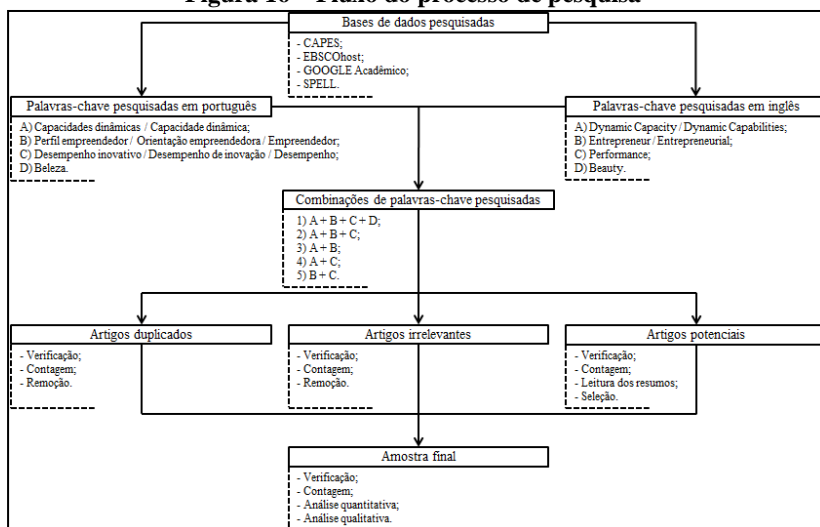 Figura 16 – Fluxo do processo de pesquisa
Bases de dados pesquisadas
- CAPES;
- EBSCOhost;
- GOOGLE Acadêmico;
- SPELL.
Palavras-chave pesquisadas em português
A) Capacidades dinâmicas / Capacidade dinâmica;
B) Perfil empreendedor / Orientação empreendedora / Empreendedor;
C) Desempenho inovativo / Desempenho de inovação / Desempenho;
D) Beleza.
Palavras-chave pesquisadas em inglês
A) Dynamic Capacity / Dynamic Capabilities;
B) Entrepreneur / Entrepreneurial;
C) Performance;
D) Beauty.
Combinações de palavras-chave pesquisadas
1) A + B + C + D;
2) A + B + C;
3) A + B;
4) A + C;
5) B + C.
Artigos duplicados
- Verificação;
- Contagem;
- Remoção.
Artigos irrelevantes
- Verificação;
- Contagem;
- Remoção.
Artigos potenciais
- Verificação;
- Contagem;
- Leitura dos resumos;
- Seleção.
Amostra final
- Verificação;
- Contagem;
- Análise quantitativa;
- Análise qualitativa.